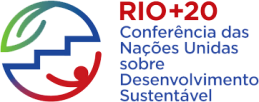 RIO+20
Conferência das
Nações Unidas
sobre
Desenvolvimento
Sustentável